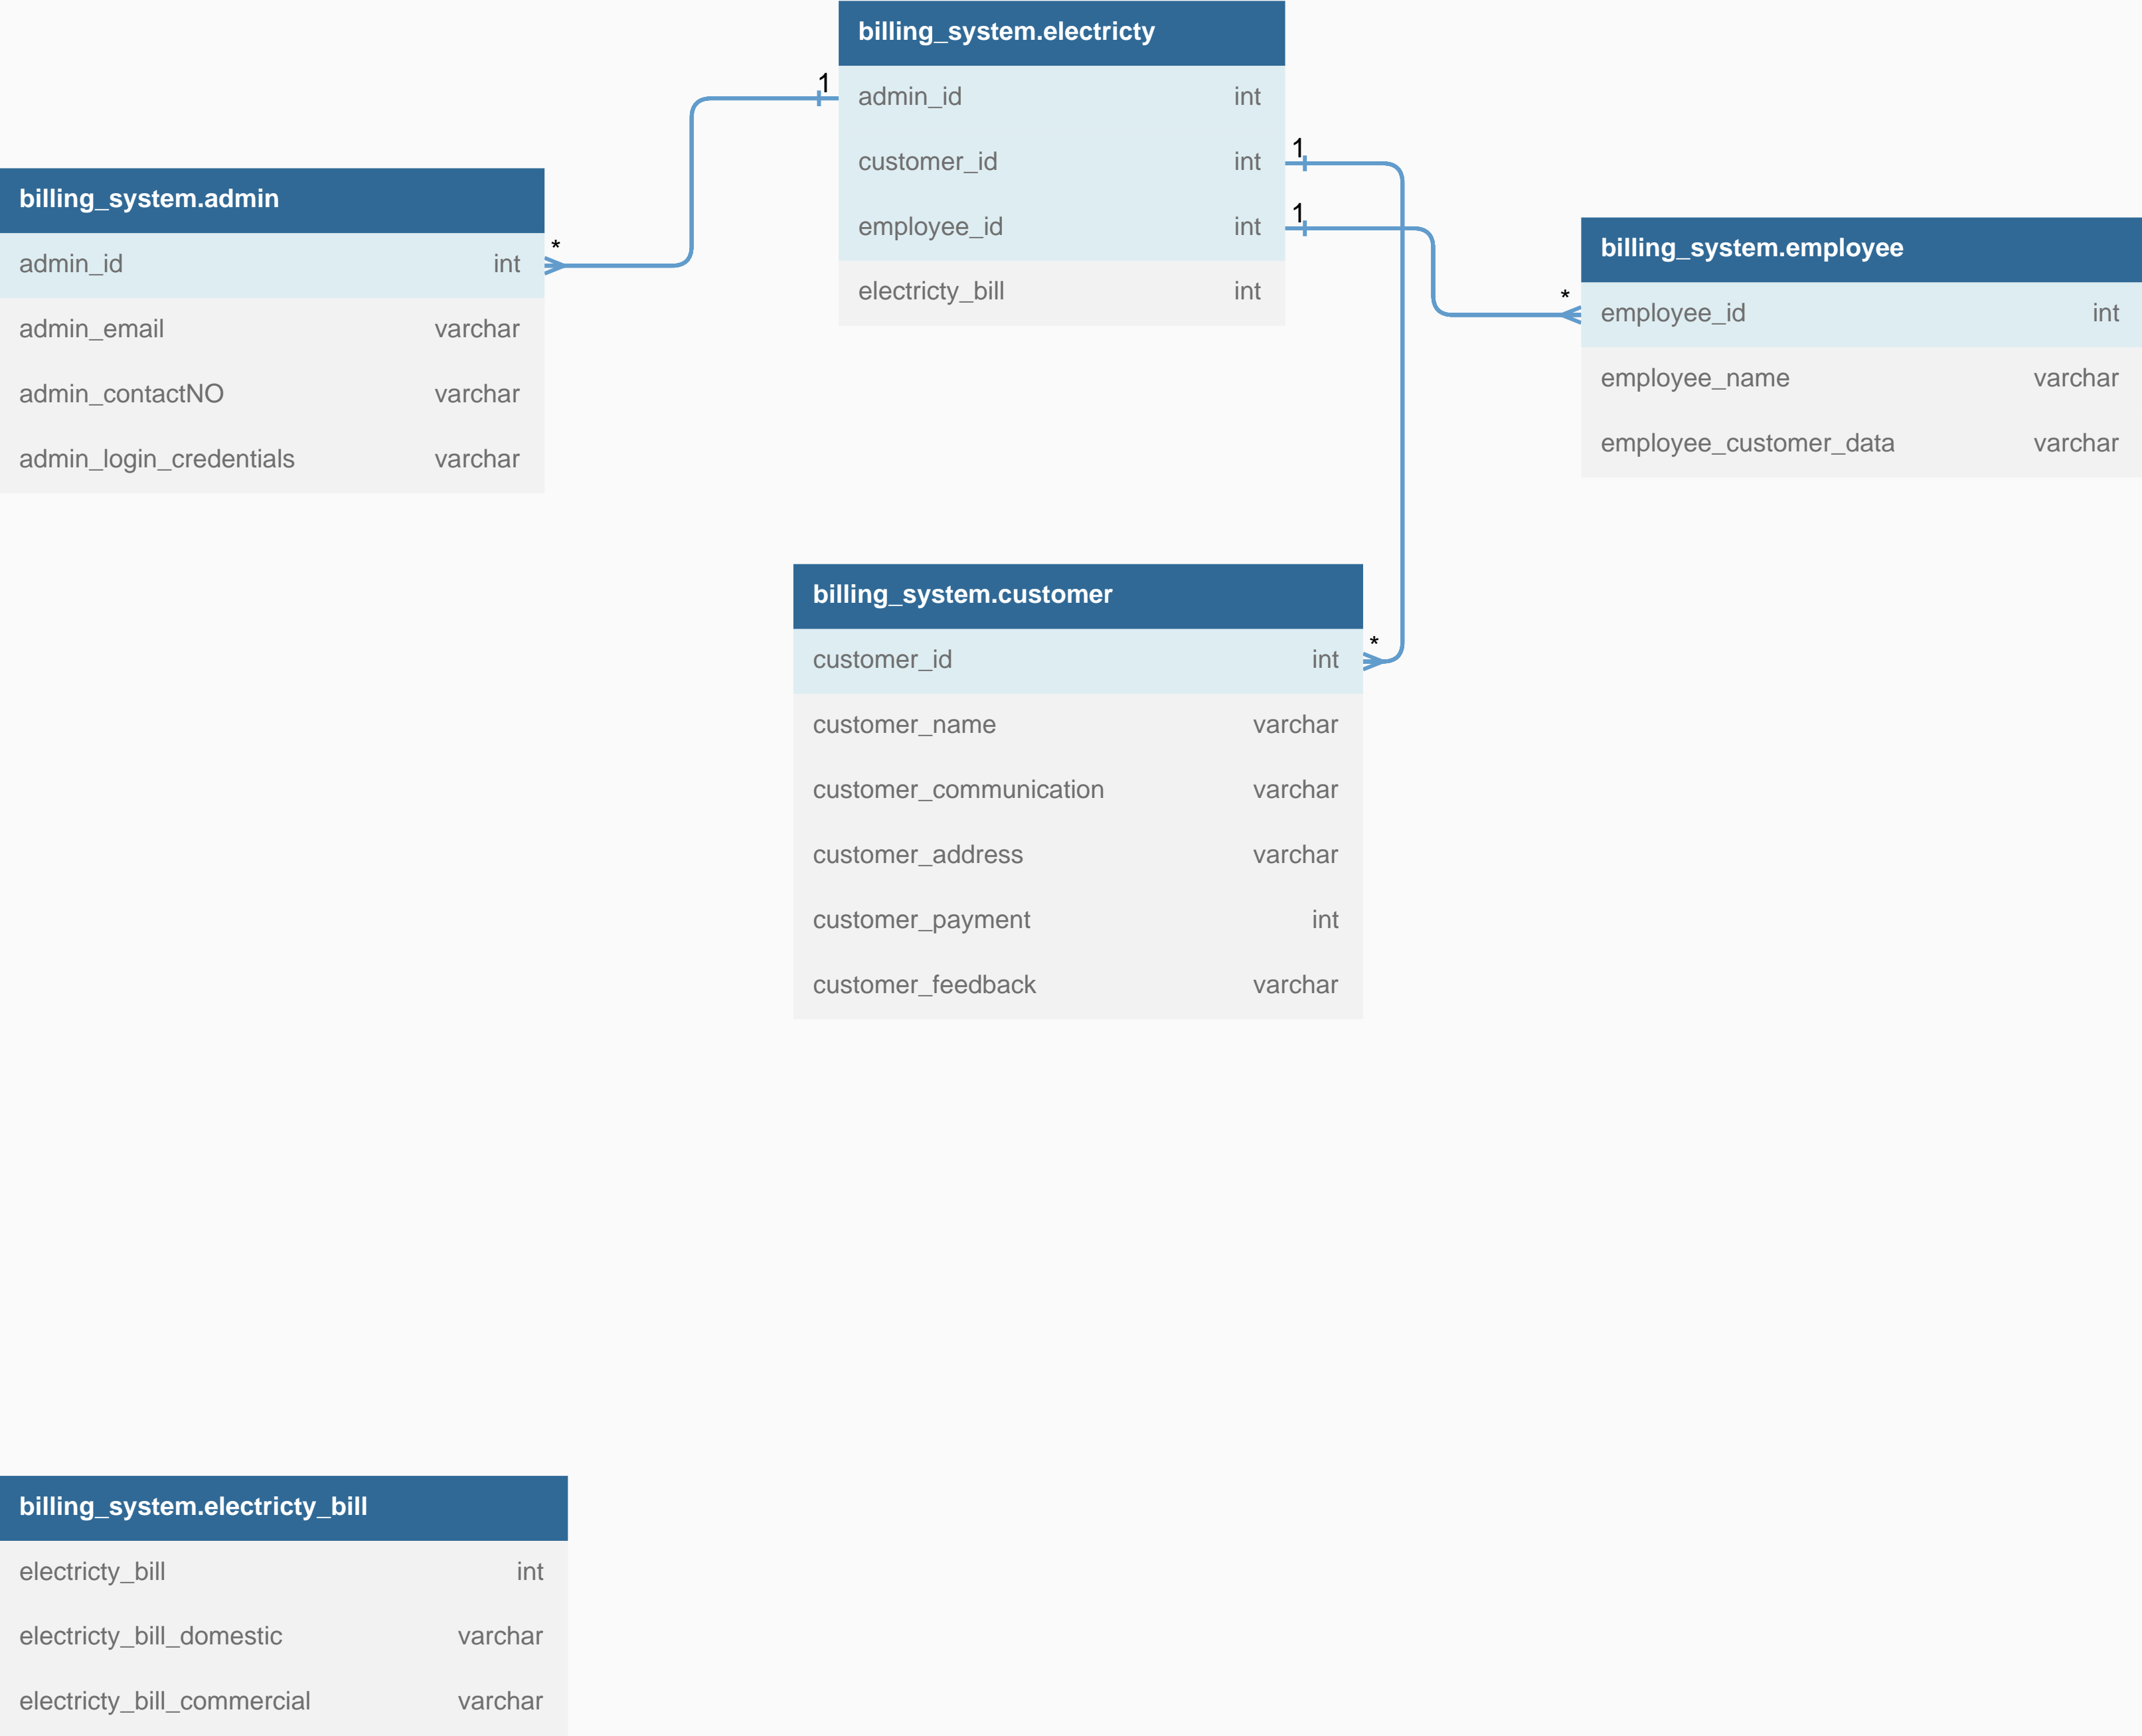 billing_system.electricty
admin_id int
customer_id int
employee_id int
electricty_bill int
1
1
1
billing_system.admin
admin_id int
admin_email varchar
admin_contactNO varchar
admin_login_credentials varchar
*
billing_system.employee
employee_id int
employee_name varchar
employee_customer_data varchar
*
billing_system.customer
customer_id int
customer_name varchar
customer_communication varchar
customer_address varchar
customer_payment int
customer_feedback varchar
*
billing_system.electricty_bill
electricty_bill int
electricty_bill_domestic varchar
electricty_bill_commercial varchar